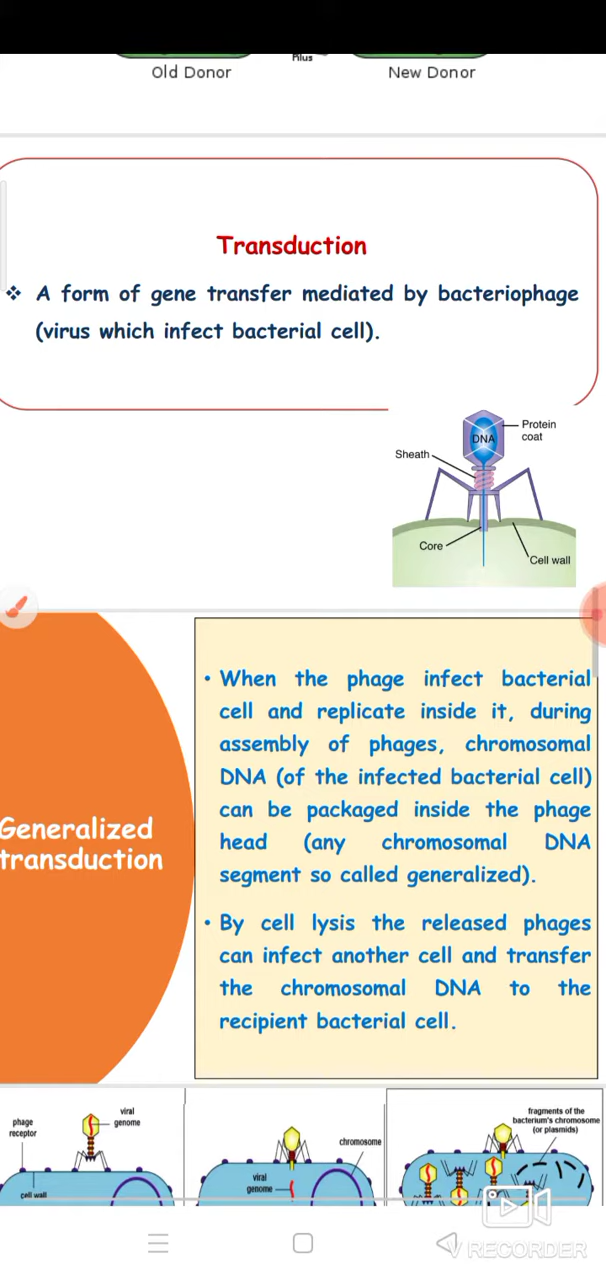 Plus
Old Donor
New Donor
Transduction
❖ A form of gene transfer mediated by bacteriophage
(virus which infect bacterial cell).
DNA
Protein
coat
Sheath
Core
Cell wall
Generalized
transduction
• When the phage infect bacterial
cell and replicate inside it, during
assembly of phages, chromosomal
DNA (of the infected bacterial cell)
can be packaged inside the phage
head (any chromosomal DNA
segment so called generalized).
• By cell lysis the released phages
can infect another cell and transfer
the chromosomal DNA to the
recipient bacterial cell.
phage
receptor
viral
genome
cell wall
chromosome
viral
genome
fragments of the
bacterium's chromosome
(or plasmids)
V RECORDER